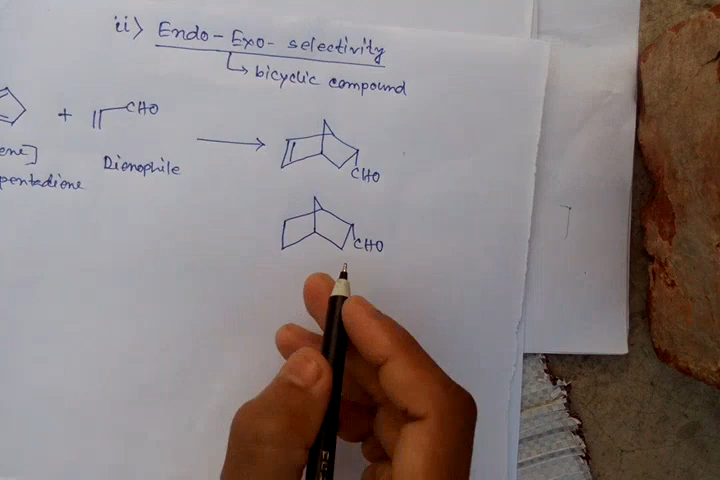 ii> Endo - Exo - selectivity
↳ bicyclic compound
+ CHO
ene]
Dienophile
pentadiene
CHO
CHO